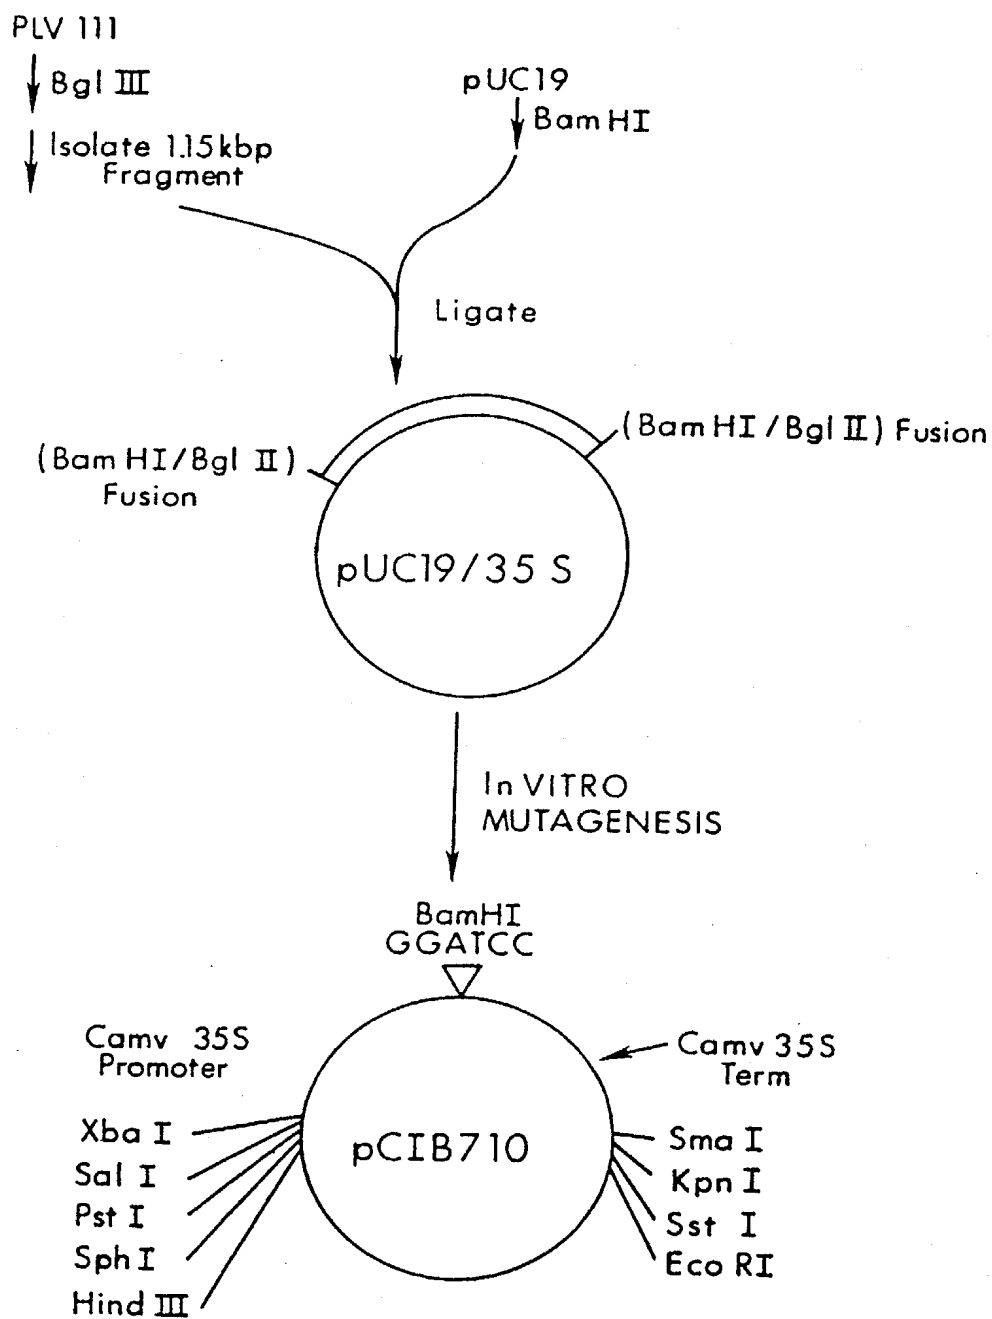 PLV 111
Bgl III
Isolate 1.15kbp
Fragment
pUC19
Bam HI
Ligate
(Bam HI/Bgl II)
Fusion
(Bam HI/Bgl II) Fusion
pUC19/35 S
In VITRO
MUTAGENESIS
BamHI
GGATCC
Camv 35S
Promoter
Camv 35S
Term
pCIB710
Xba I
Sal I
Pst I
Sph I
Hind III
Sma I
Kpn I
Sst I
Eco RI